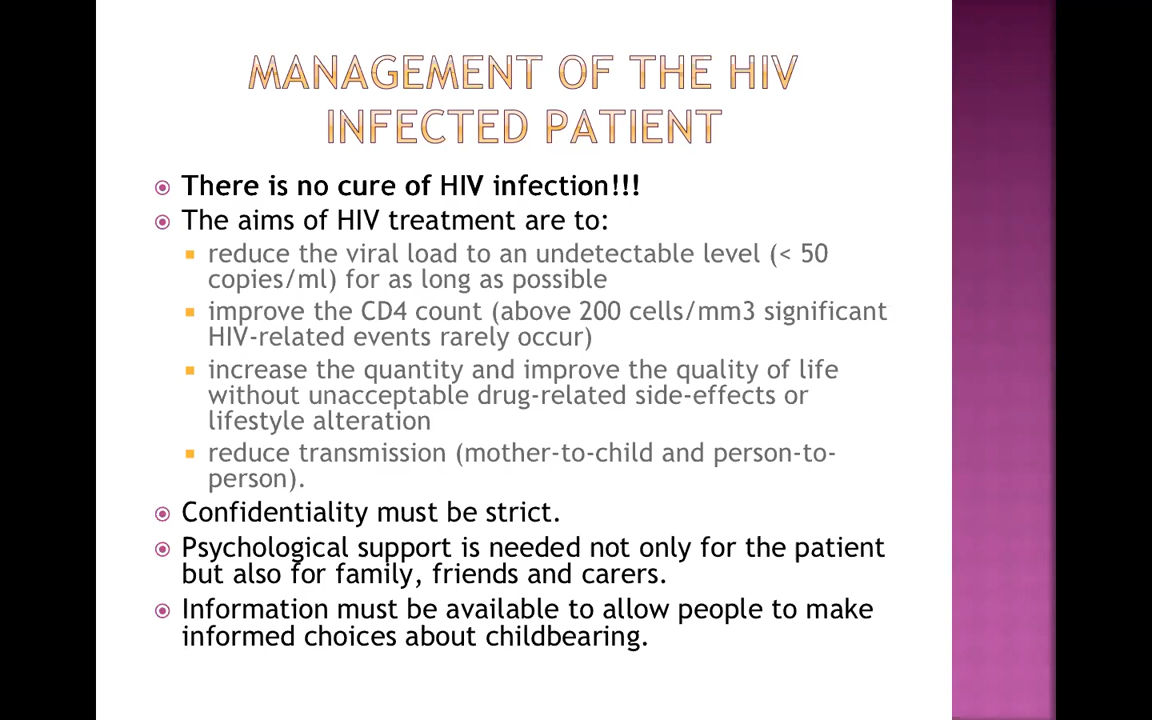 MANAGEMENT OF THE HIV
INFECTED PATIENT
There is no cure of HIV infection!!!
The aims of HIV treatment are to:
reduce the viral load to an undetectable level (< 50
copies/ml) for as long as possible
improve the CD4 count (above 200 cells/mm3 significant
HIV-related events rarely occur)
increase the quantity and improve the quality of life
without unacceptable drug-related side-effects or
lifestyle alteration
reduce transmission (mother-to-child and person-to-
person).
Confidentiality must be strict.
Psychological support is needed not only for the patient
but also for family, friends and carers.
Information must be available to allow people to make
informed choices about childbearing.